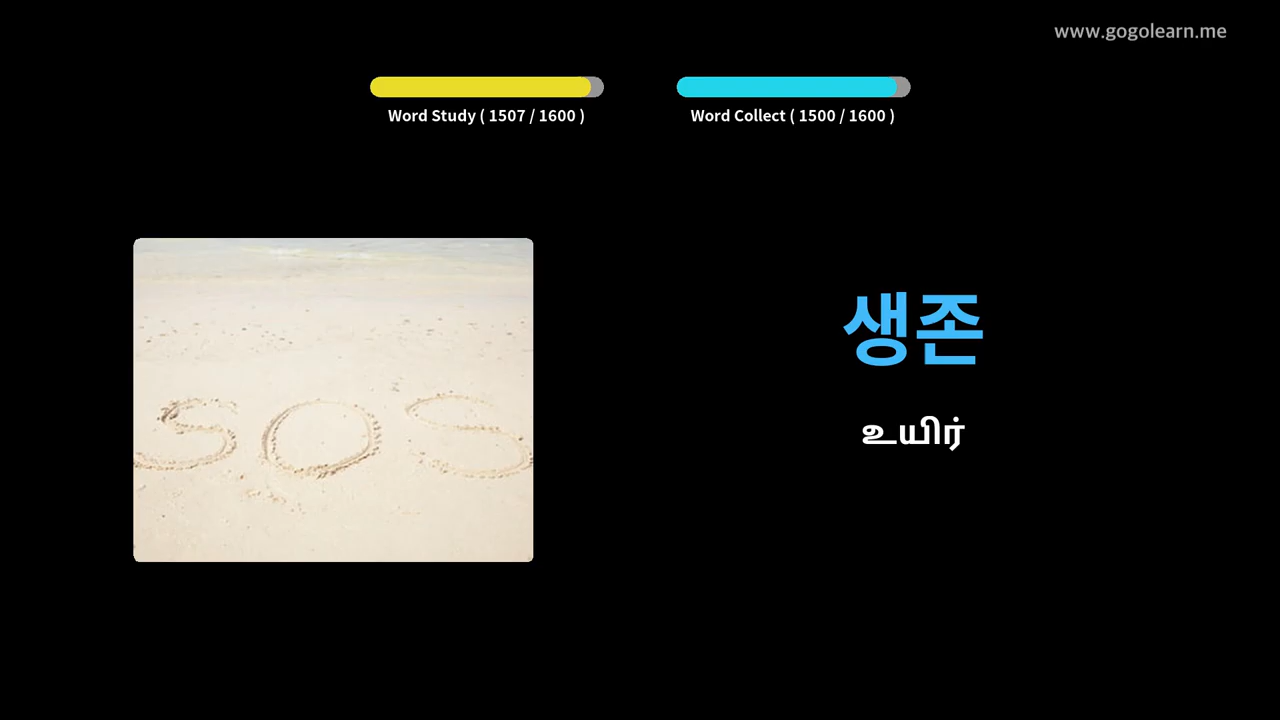 www.gogolearn.me
Word Study ( 1507 / 1600 )
Word Collect ( 1500 / 1600 )
SOS
생존
உயிர்